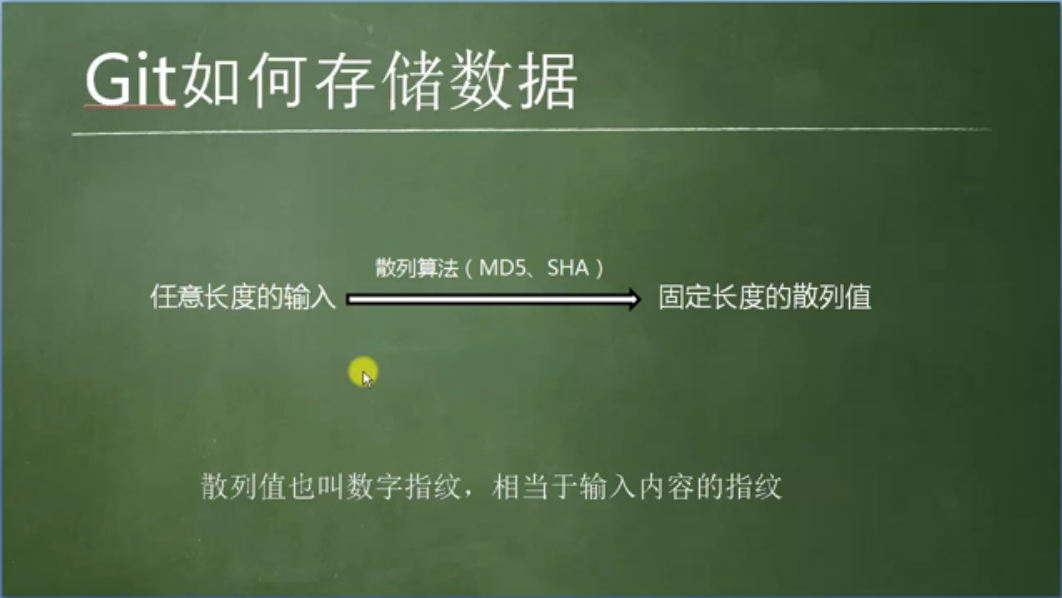 Git如何存储数据
散列算法（MD5、SHA）
任意长度的输入
固定长度的散列值
散列值也叫数字指纹，相当于输入内容的指纹